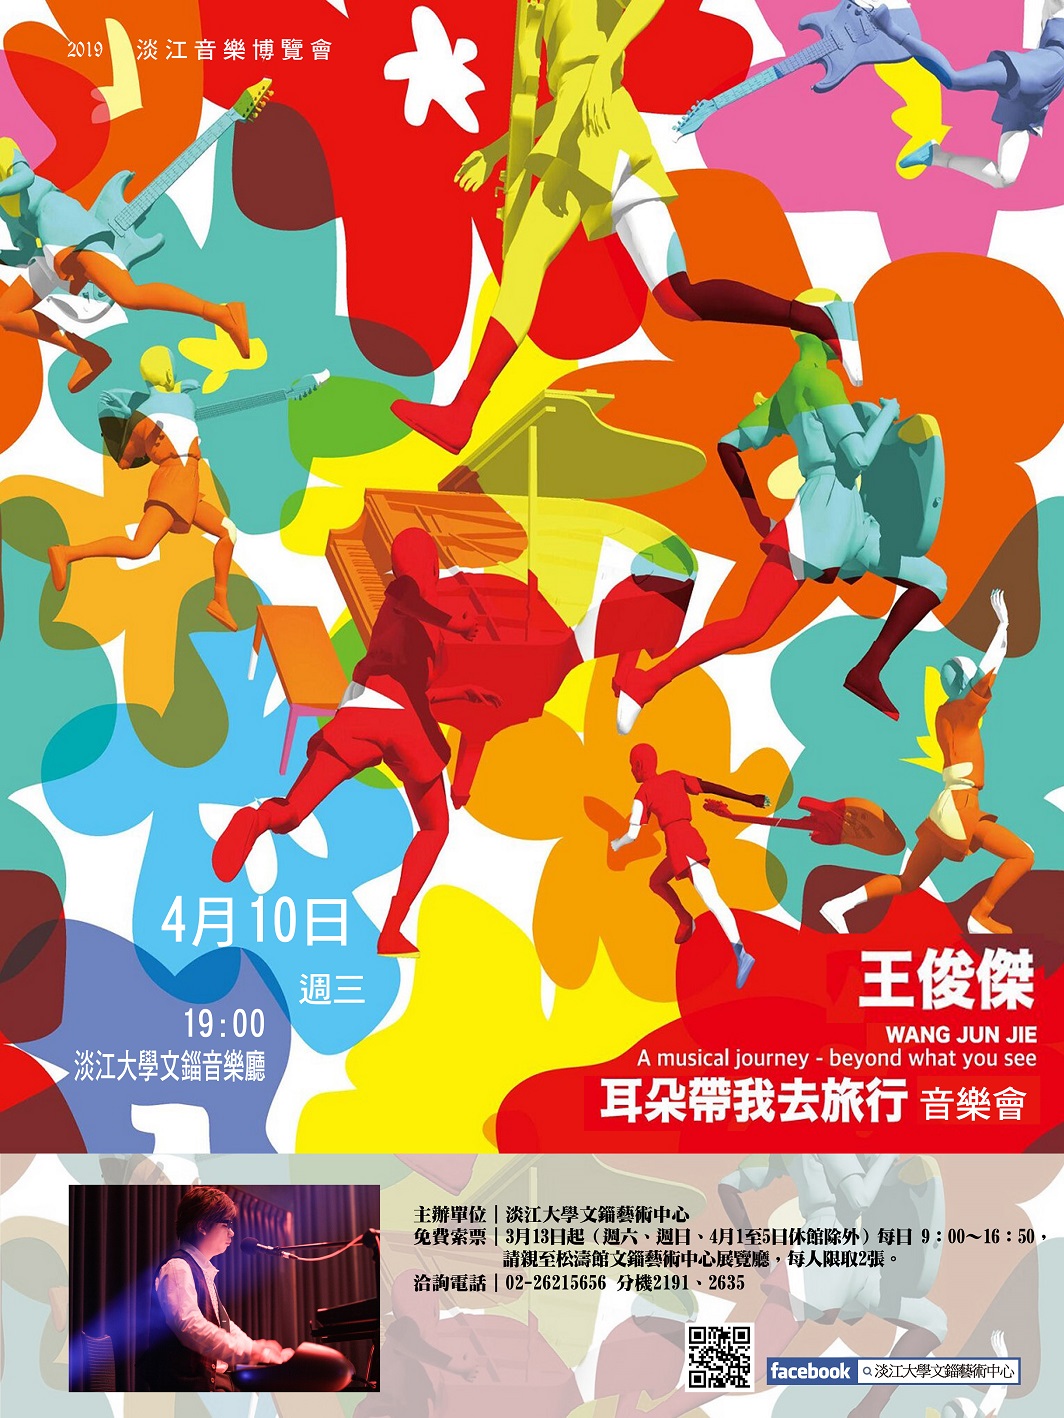 2019 淡江音樂博覽會
4月10日
週三
19:00
淡江大學文錙音樂廳
王俊傑
WANG JUN JIE
A musical journey - beyond what you see
耳朵帶我去旅行 音樂會
主辦單位｜淡江大學文錙藝術中心
免費索票｜3月13日起（週六、週日、4月1至5日休館除外）每日 9：00~16：50，
請親至松濤館文錙藝術中心展覽廳，每人限取2張。
洽詢電話｜02-26215656 分機2191、2635
facebook 淡江大學文錙藝術中心